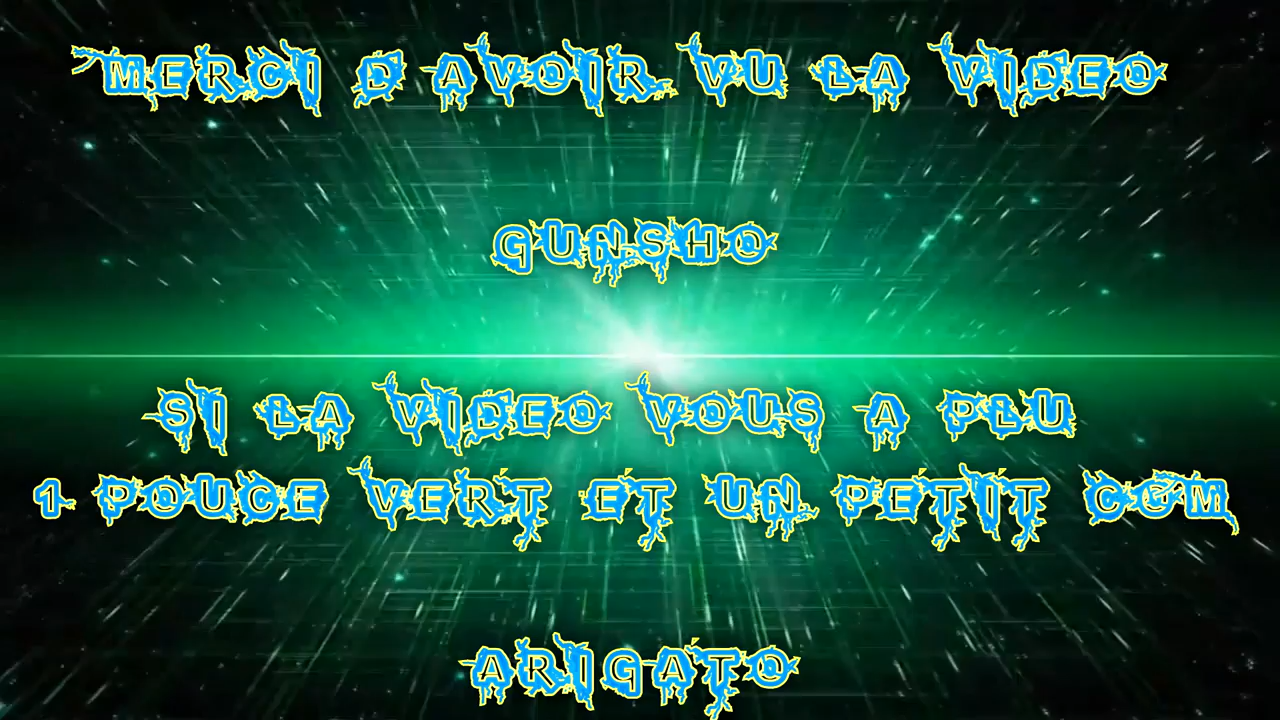 MERCI D AVOIR VU LA VIDEO
GUNSHO
SI LA VIDEO VOUS A PLU
1 POUCE VERT ET UN PETIT COM
ARIGATO